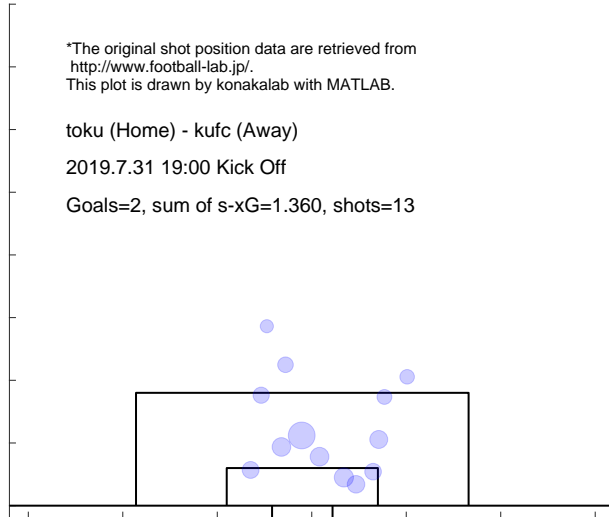 *The original shot position data are retrieved from
http://www.football-lab.jp/.
This plot is drawn by konakalab with MATLAB.
toku (Home) - kufc (Away)
2019.7.31 19:00 Kick Off
Goals=2, sum of s-xG=1.360, shots=13